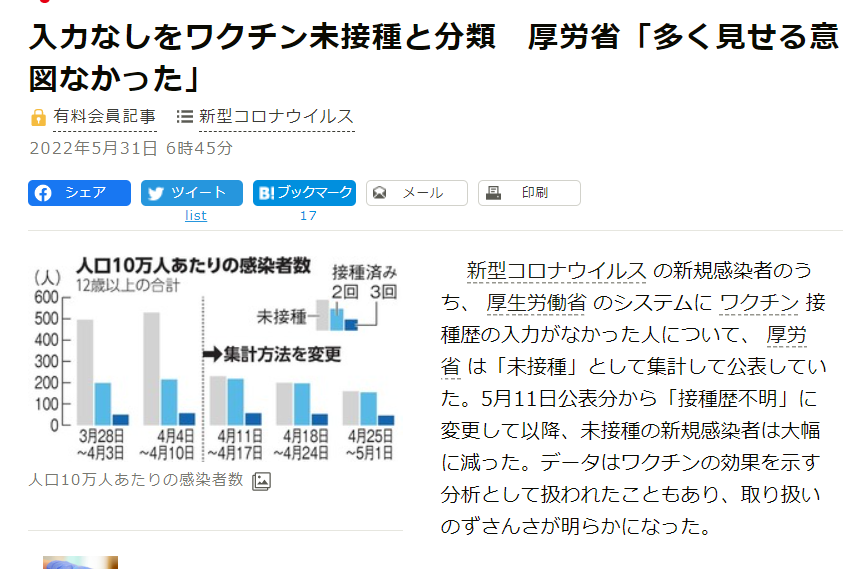 入力なしをワクチン未接種と分類　厚労省「多く見せる意
図なかった」
有料会員記事　新型コロナウイルス
2022年5月31日 6時45分
シェア　ツイート　B!ブックマーク　メール　印刷
list　17
人口10万人あたりの感染者数
12歳以上の合計
(人)
接種済み
2回　3回
未接種
集計方法を変更
600
500
400
300
200
100
0
3月28日　4月4日　4月11日　4月18日　4月25日
～4月3日　～4月10日　～4月17日　～4月24日　～5月1日
人口10万人あたりの感染者数
新型コロナウイルス の新規感染者のう
ち、 厚生労働省 のシステムに ワクチン 接
種歴の入力がなかった人について、 厚労
省 は「未接種」として集計して公表してい
た。5月11日公表分から「接種歴不明」に
変更して以降、未接種の新規感染者は大幅
に減った。データはワクチンの効果を示す
分析として扱われたこともあり、取り扱い
のずさんさが明らかになった。